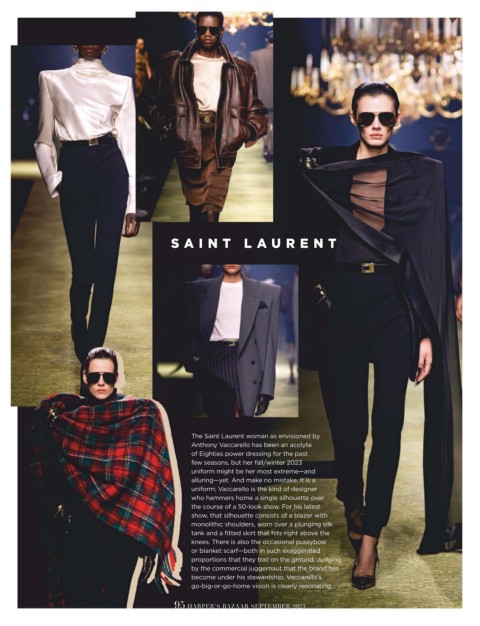 SAINT LAURENT
The Saint Laurent woman as envisioned by
Anthony Vaccarello has been an acolyte
of Eighties power dressing for the past
few seasons, but her fall/winter 2023
uniform might be her most extreme—and
alluring—yet. And make no mistake, it is a
uniform; Vaccarello is the kind of designer
who hammers home a single silhouette over
the course of a 50-look show. For his latest
show, that silhouette consists of a blazer with
monolithic shoulders, worn over a plunging silk
tank and a fitted skirt that hits right above the
knees. There is also the occasional pussybow
or blanket scarf—both in such exaggerated
proportions that they trail on the ground. Judging
by the commercial juggernaut that the brand has
become under his stewardship, Vaccarello's
go-big-or-go-home vision is clearly resonating.
95 HARPER'S BAZAAR SEPTEMBER 2023